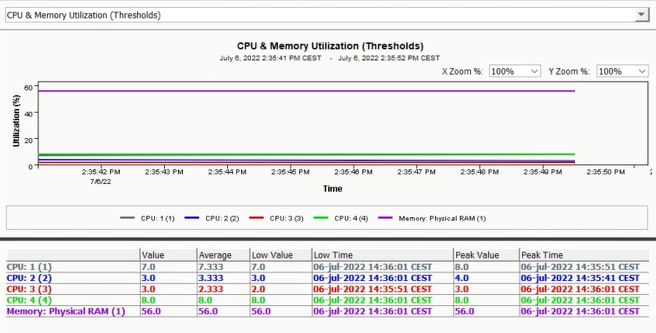 CPU & Memory Utilization (Thresholds)
CPU & Memory Utilization (Thresholds)
July 6, 2022 2:35:41 PM CEST - July 6, 2022 2:35:52 PM CEST
X Zoom %: 100% Y Zoom %: 100%
60
40
20
0
Utilization (%)
2:35:42 PM 2:35:43 PM 2:35:44 PM 2:35:45 PM 2:35:46 PM 2:35:47 PM 2:35:48 PM 2:35:49 PM 2:35:50 PM
7/6/22
Time
CPU: 1 (1) CPU: 2 (2) CPU: 3 (3) CPU: 4 (4) Memory: Physical RAM (1)
Value Average Low Value Low Time Peak Value Peak Time
CPU: 1 (1) 7.0 7.333 7.0 06-jul-2022 14:36:01 CEST 8.0 06-jul-2022 14:35:51 CEST
CPU: 2 (2) 3.0 3.333 3.0 06-jul-2022 14:36:01 CEST 4.0 06-jul-2022 14:35:41 CEST
CPU: 3 (3) 3.0 2.333 2.0 06-jul-2022 14:35:51 CEST 3.0 06-jul-2022 14:36:01 CEST
CPU: 4 (4) 8.0 8.0 8.0 06-jul-2022 14:36:01 CEST 8.0 06-jul-2022 14:36:01 CEST
Memory: Physical RAM (1) 56.0 56.0 56.0 06-jul-2022 14:36:01 CEST 56.0 06-jul-2022 14:36:01 CEST